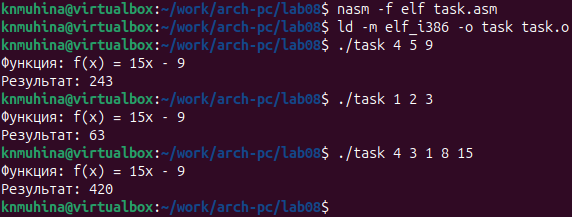 knmuhina@virtualbox:~/work/arch-pc/lab08$ nasm -f elf task.asm
knmuhina@virtualbox:~/work/arch-pc/lab08$ ld -m elf_i386 -o task task.o
knmuhina@virtualbox:~/work/arch-pc/lab08$ ./task 4 5 9
Функция: f(x) = 15x - 9
Результат: 243
knmuhina@virtualbox:~/work/arch-pc/lab08$ ./task 1 2 3
Функция: f(x) = 15x - 9
Результат: 63
knmuhina@virtualbox:~/work/arch-pc/lab08$ ./task 4 3 1 8 15
Функция: f(x) = 15x - 9
Результат: 420
knmuhina@virtualbox:~/work/arch-pc/lab08$